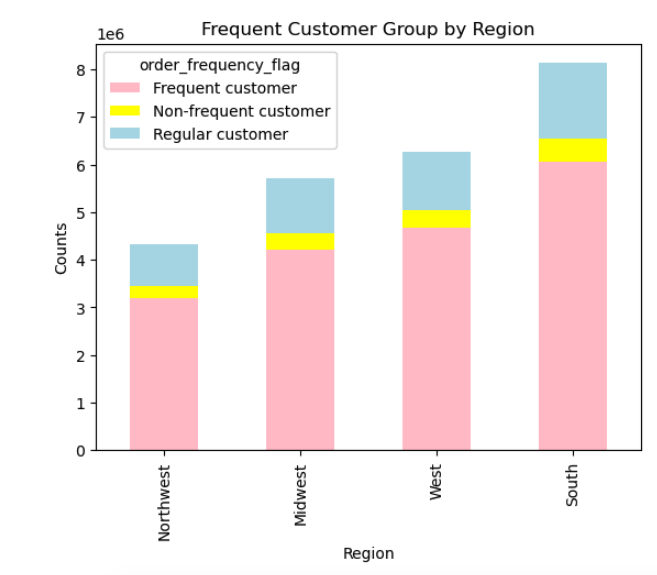 Frequent Customer Group by Region
1e6
order_frequency_flag
Frequent customer
Non-frequent customer
Regular customer
8
7
6
5
4
3
2
1
0
Counts
Northwest
Midwest
West
South
Region